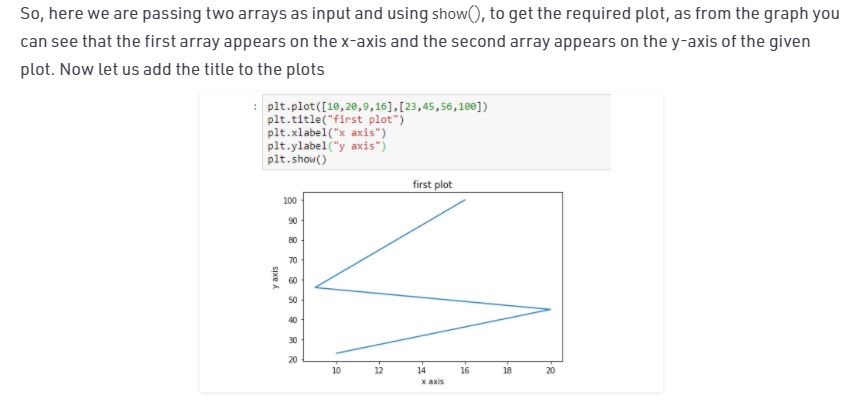 So, here we are passing two arrays as input and using show(), to get the required plot, as from the graph you
can see that the first array appears on the x-axis and the second array appears on the y-axis of the given
plot. Now let us add the title to the plots
: plt.plot([10,20,9,16],[23,45,56,100])
plt.title("first plot")
plt.xlabel("x axis")
plt.ylabel("y axis")
plt.show()
first plot
100
90
80
70
60
50
40
30
20
y axis
10 12 14 16 18 20
x axis